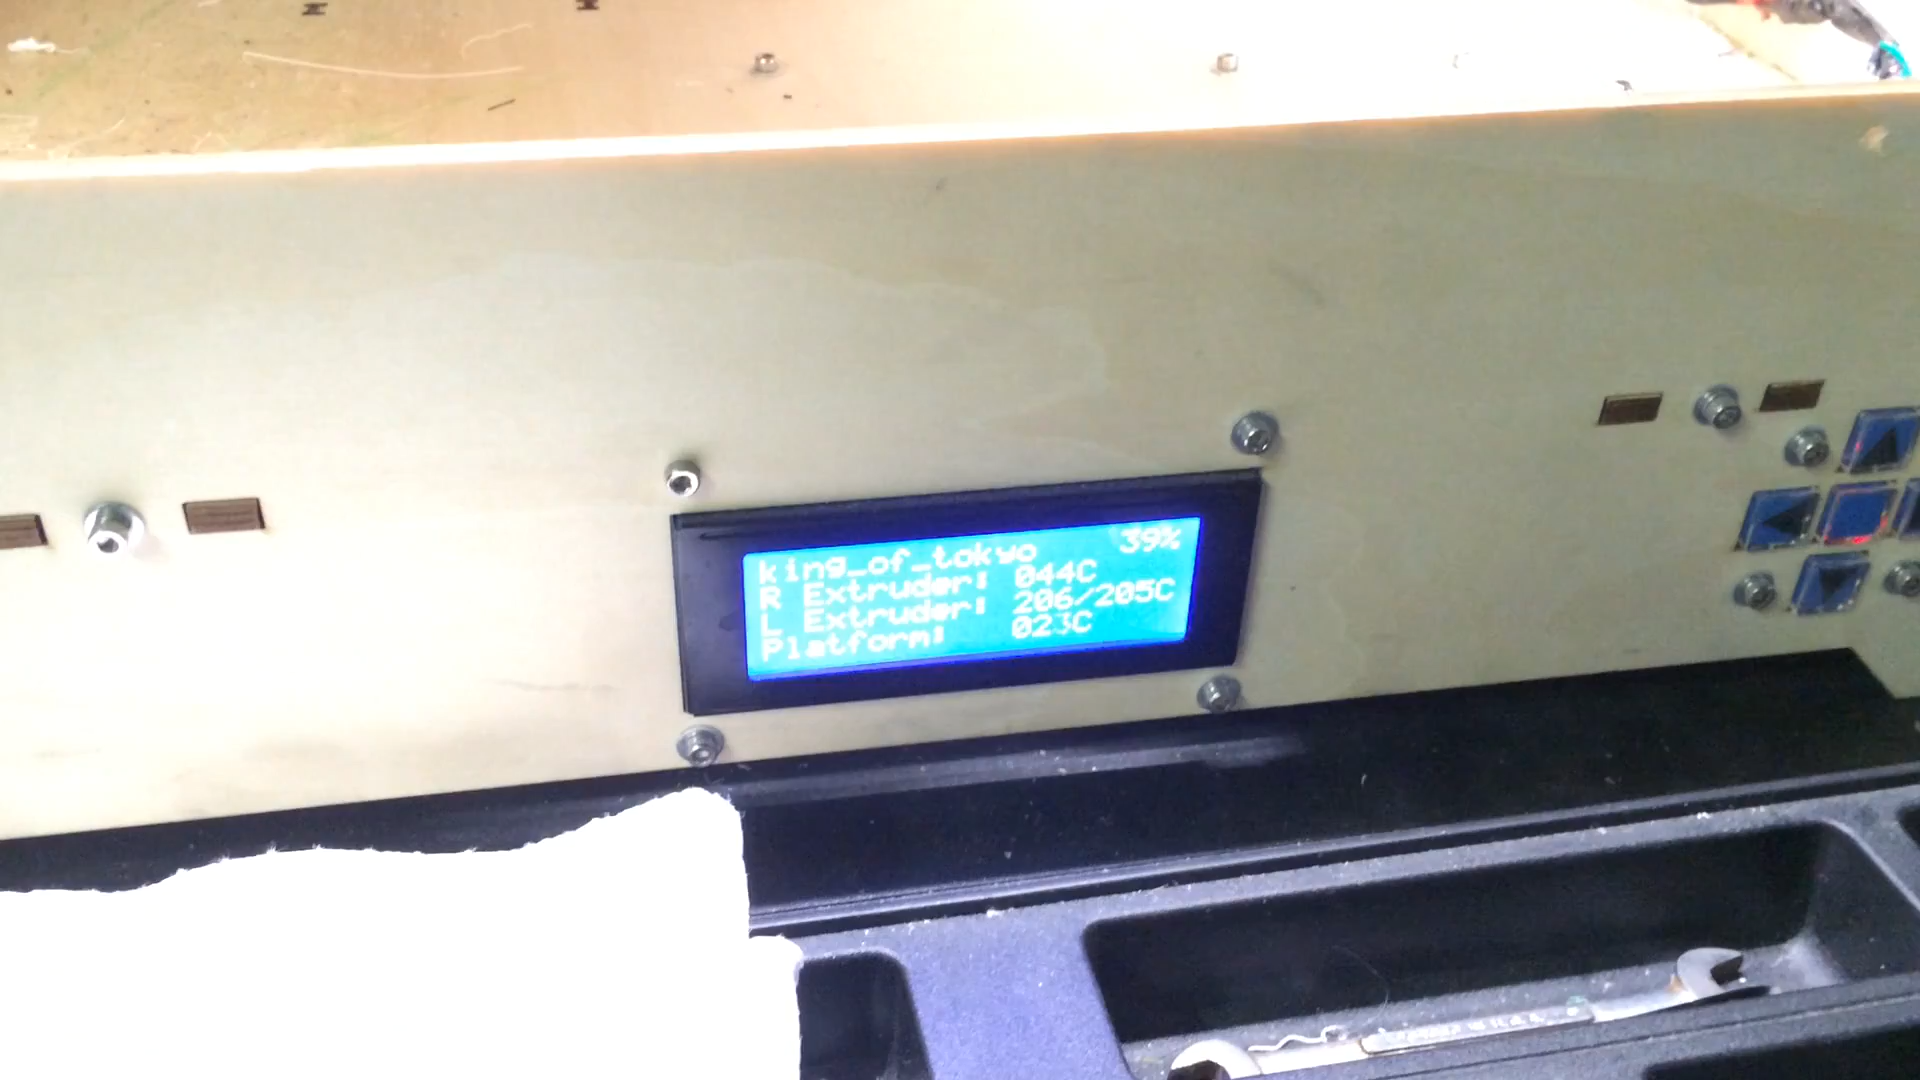 king_of_tokyo 39%
R Extruder: 044C
L Extruder: 206/205C
Platform: 023C